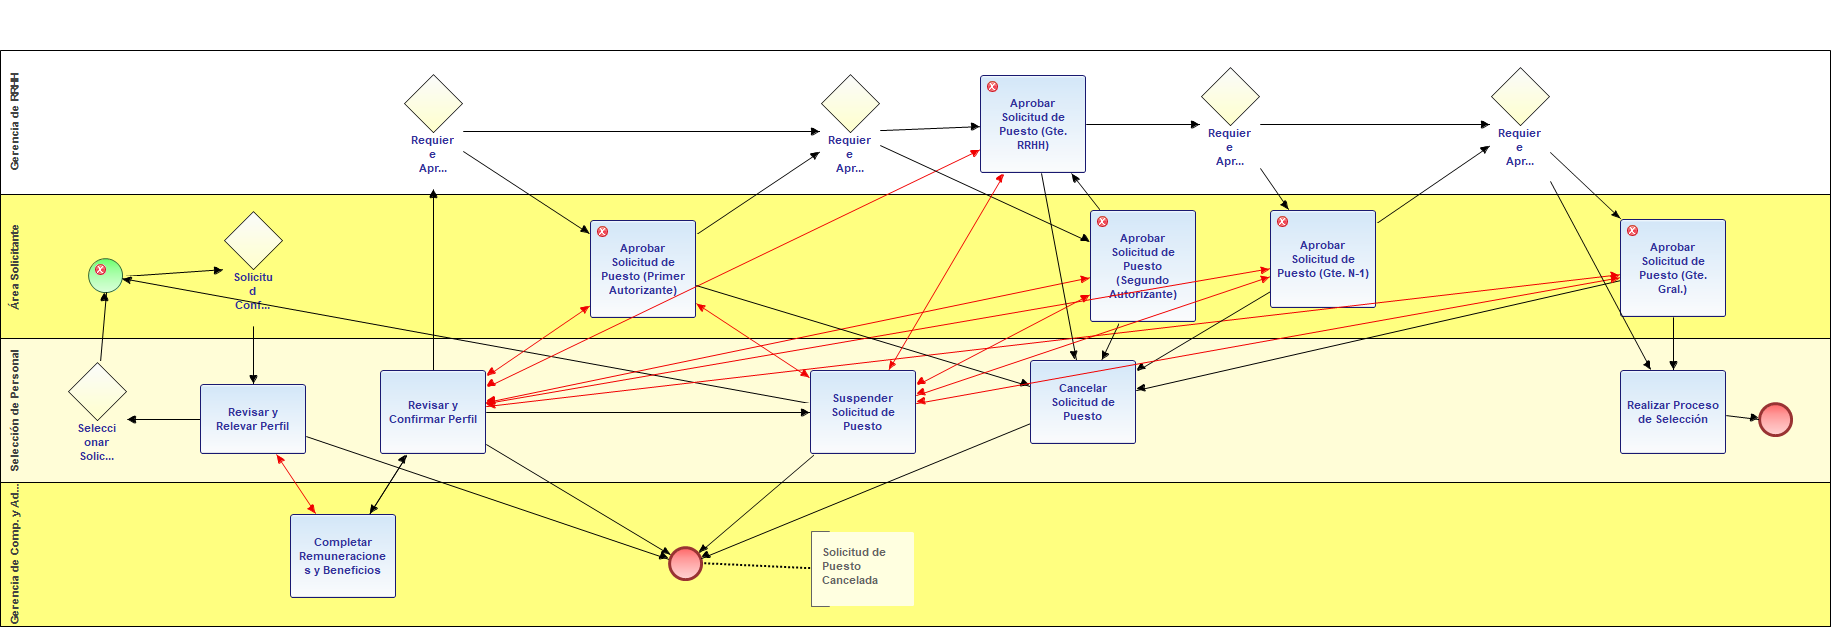 Gerencia de RRHH
Requier
e
Apr...
Requier
e
Apr...
Aprobar
Solicitud de
Puesto (Gte.
RRHH)
Requier
e
Apr...
Requier
e
Apr...
Área Solicitante
Solicitu
d
Conf...
Aprobar
Solicitud de
Puesto (Primer
Autorizante)
Aprobar
Solicitud de
Puesto
(Segundo
Autorizante)
Aprobar
Solicitud de
Puesto (Gte. N-1)
Aprobar
Solicitud de
Puesto (Gte.
Gral.)
Selección de Personal
Selecci
onar
Solic...
Revisar y
Relevar Perfil
Revisar y
Confirmar Perfil
Suspender
Solicitud de
Puesto
Cancelar
Solicitud de
Puesto
Realizar Proceso
de Selección
Gerencia de Comp. y Ad...
Completar
Remuneracione
s y Beneficios
Solicitud de
Puesto
Cancelada